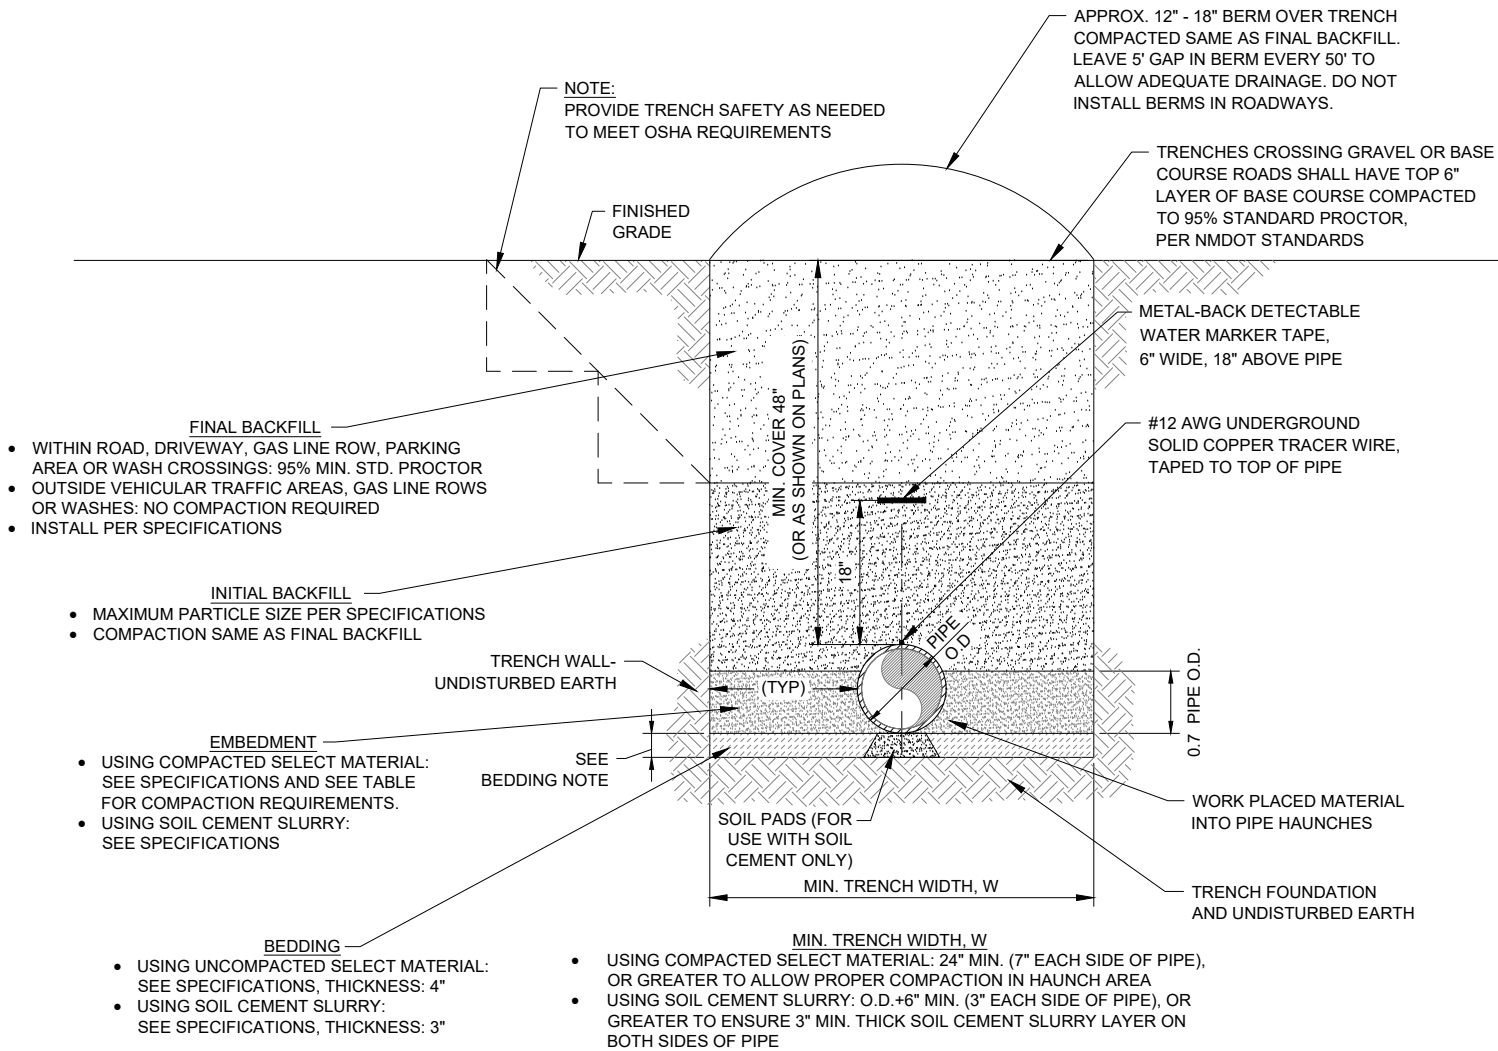 APPROX. 12" - 18" BERM OVER TRENCH
COMPACTED SAME AS FINAL BACKFILL.
LEAVE 5' GAP IN BERM EVERY 50' TO
ALLOW ADEQUATE DRAINAGE. DO NOT
INSTALL BERMS IN ROADWAYS.
NOTE:
PROVIDE TRENCH SAFETY AS NEEDED
TO MEET OSHA REQUIREMENTS
TRENCHES CROSSING GRAVEL OR BASE
COURSE ROADS SHALL HAVE TOP 6"
LAYER OF BASE COURSE COMPACTED
TO 95% STANDARD PROCTOR,
PER NMDOT STANDARDS
FINISHED
GRADE
METAL-BACK DETECTABLE
WATER MARKER TAPE,
6" WIDE, 18" ABOVE PIPE
MIN. COVER 48"
(OR AS SHOWN ON PLANS)
#12 AWG UNDERGROUND
SOLID COPPER TRACER WIRE,
TAPED TO TOP OF PIPE
FINAL BACKFILL
• WITHIN ROAD, DRIVEWAY, GAS LINE ROW, PARKING
AREA OR WASH CROSSINGS: 95% MIN. STD. PROCTOR
• OUTSIDE VEHICULAR TRAFFIC AREAS, GAS LINE ROWS
OR WASHES: NO COMPACTION REQUIRED
• INSTALL PER SPECIFICATIONS
18"
INITIAL BACKFILL
• MAXIMUM PARTICLE SIZE PER SPECIFICATIONS
• COMPACTION SAME AS FINAL BACKFILL
PIPE
O.D
TRENCH WALL-
UNDISTURBED EARTH
(TYP)
0.7 PIPE O.D.
EMBEDMENT
• USING COMPACTED SELECT MATERIAL:
SEE SPECIFICATIONS AND SEE TABLE
FOR COMPACTION REQUIREMENTS.
• USING SOIL CEMENT SLURRY:
SEE SPECIFICATIONS
SEE
BEDDING NOTE
SOIL PADS (FOR
USE WITH SOIL
CEMENT ONLY)
WORK PLACED MATERIAL
INTO PIPE HAUNCHES
MIN. TRENCH WIDTH, W
TRENCH FOUNDATION
AND UNDISTURBED EARTH
BEDDING
• USING UNCOMPACTED SELECT MATERIAL:
SEE SPECIFICATIONS, THICKNESS: 4"
• USING SOIL CEMENT SLURRY:
SEE SPECIFICATIONS, THICKNESS: 3"
MIN. TRENCH WIDTH, W
• USING COMPACTED SELECT MATERIAL: 24" MIN. (7" EACH SIDE OF PIPE),
OR GREATER TO ALLOW PROPER COMPACTION IN HAUNCH AREA
• USING SOIL CEMENT SLURRY: O.D.+6" MIN. (3" EACH SIDE OF PIPE), OR
GREATER TO ENSURE 3" MIN. THICK SOIL CEMENT SLURRY LAYER ON
BOTH SIDES OF PIPE